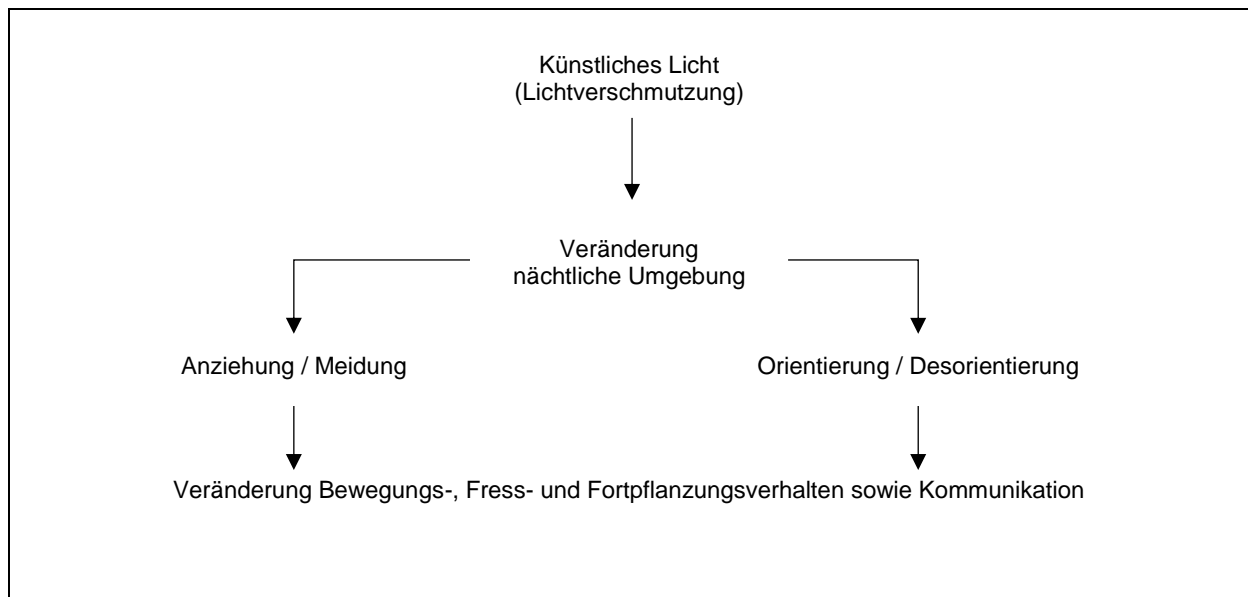 Künstliches Licht
(Lichtverschmutzung)
Veränderung
nächtliche Umgebung
Anziehung / Meidung
Orientierung / Desorientierung
Veränderung Bewegungs-, Fress- und Fortpflanzungsverhalten sowie Kommunikation